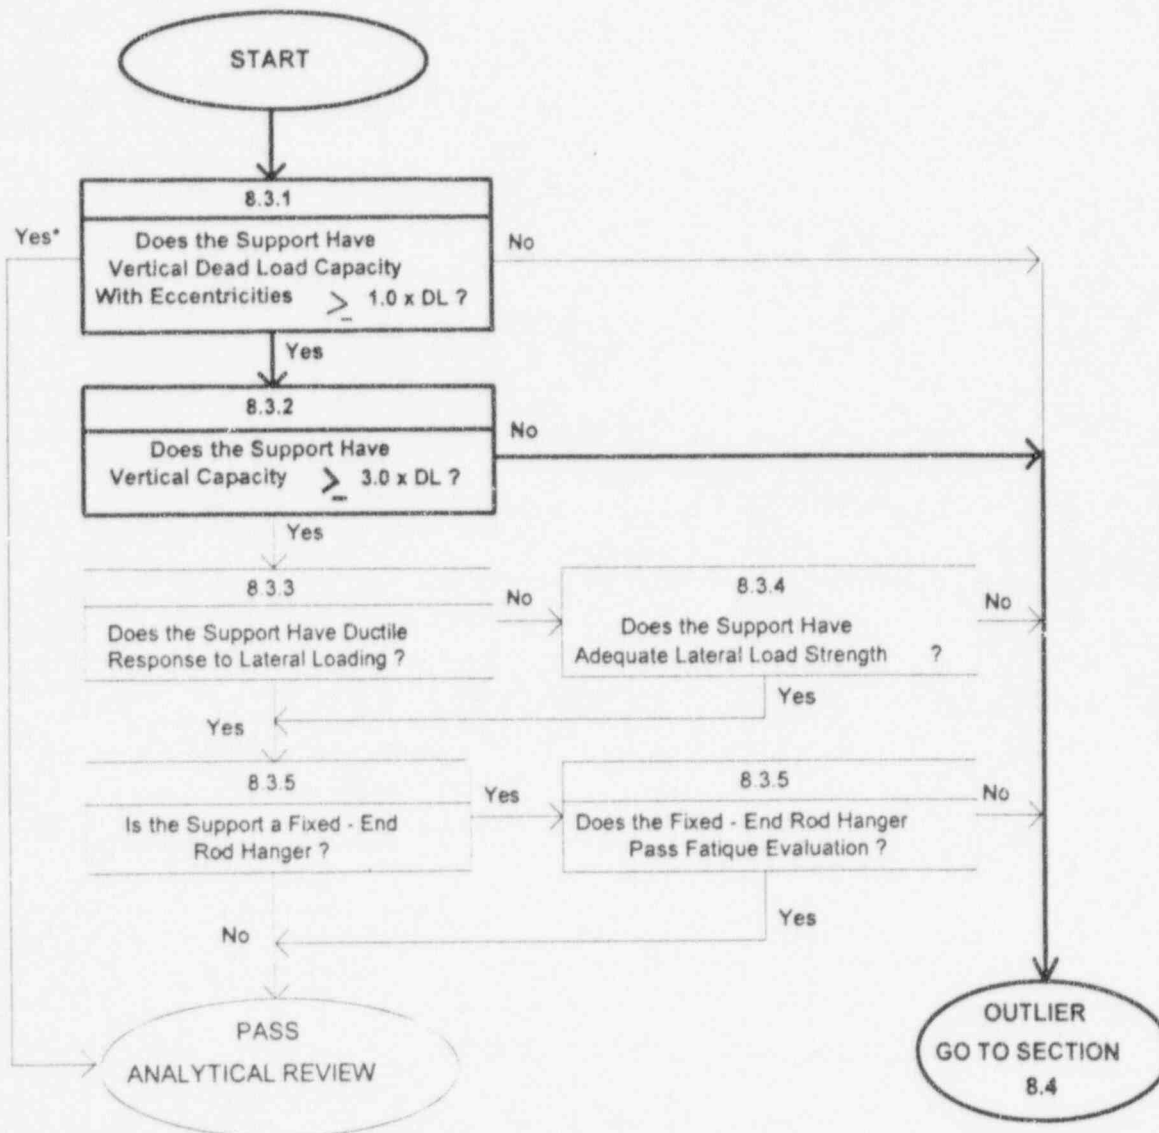 START
8.3.1
Yes*
Does the Support Have
Vertical Dead Load Capacity
With Eccentricities ≥ 1.0 x DL ?
No
Yes
8.3.2
Does the Support Have
Vertical Capacity ≥ 3.0 x DL ?
No
Yes
8.3.3
Does the Support Have Ductile
Response to Lateral Loading ?
No
8.3.4
Does the Support Have
Adequate Lateral Load Strength ?
No
Yes
Yes
8.3.5
Is the Support a Fixed - End
Rod Hanger ?
Yes
8.3.5
Does the Fixed - End Rod Hanger
Pass Fatique Evaluation ?
No
Yes
No
PASS
ANALYTICAL REVIEW
OUTLIER
GO TO SECTION
8.4